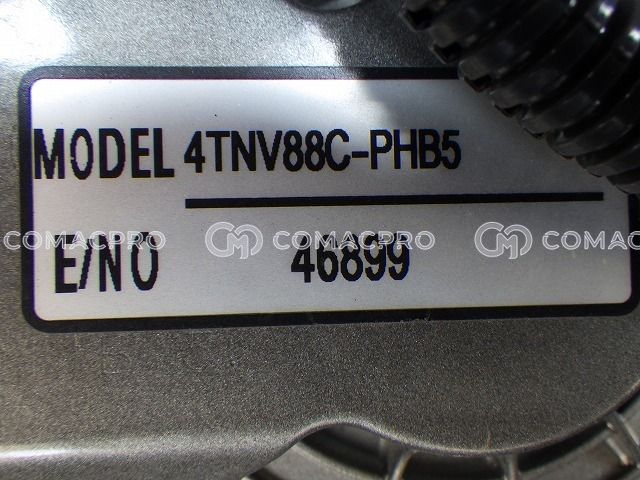 MODEL 4TNV88C-PHB5
COMACPRO COMACPRO COMACPRO
E/NO 46899